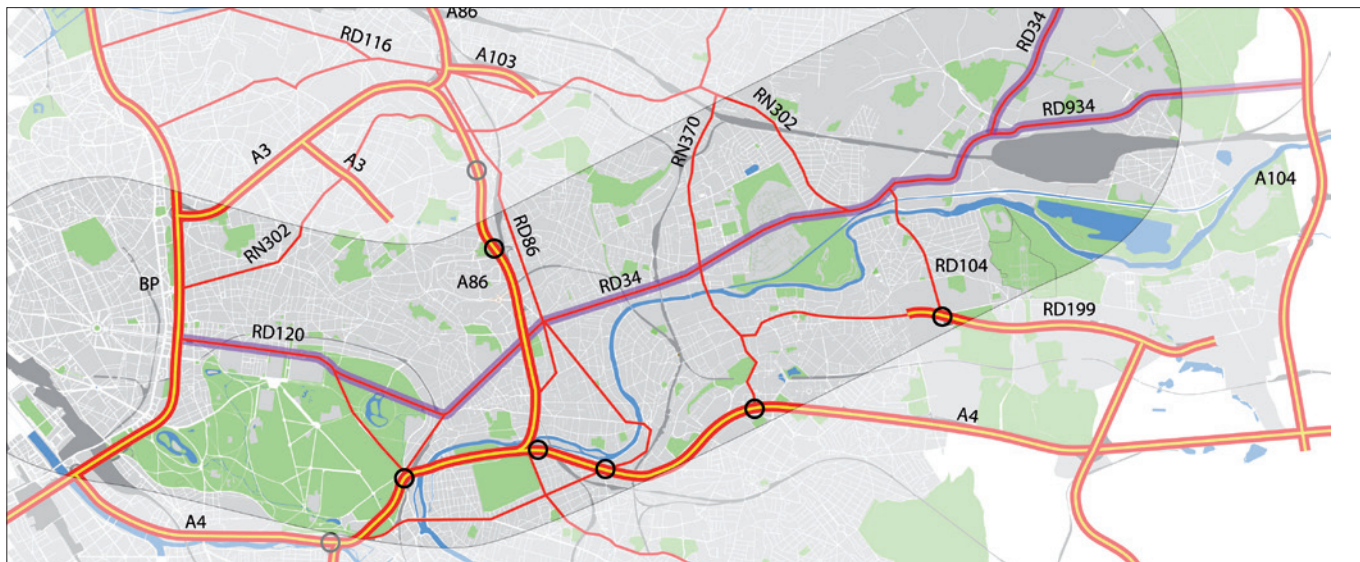 A86
RD116
A103
RD34
RD934
RN302
RN370
A3
A3
A104
RN302
RD86
BP
A86
RD34
RD104
RD199
RD120
A4
A4